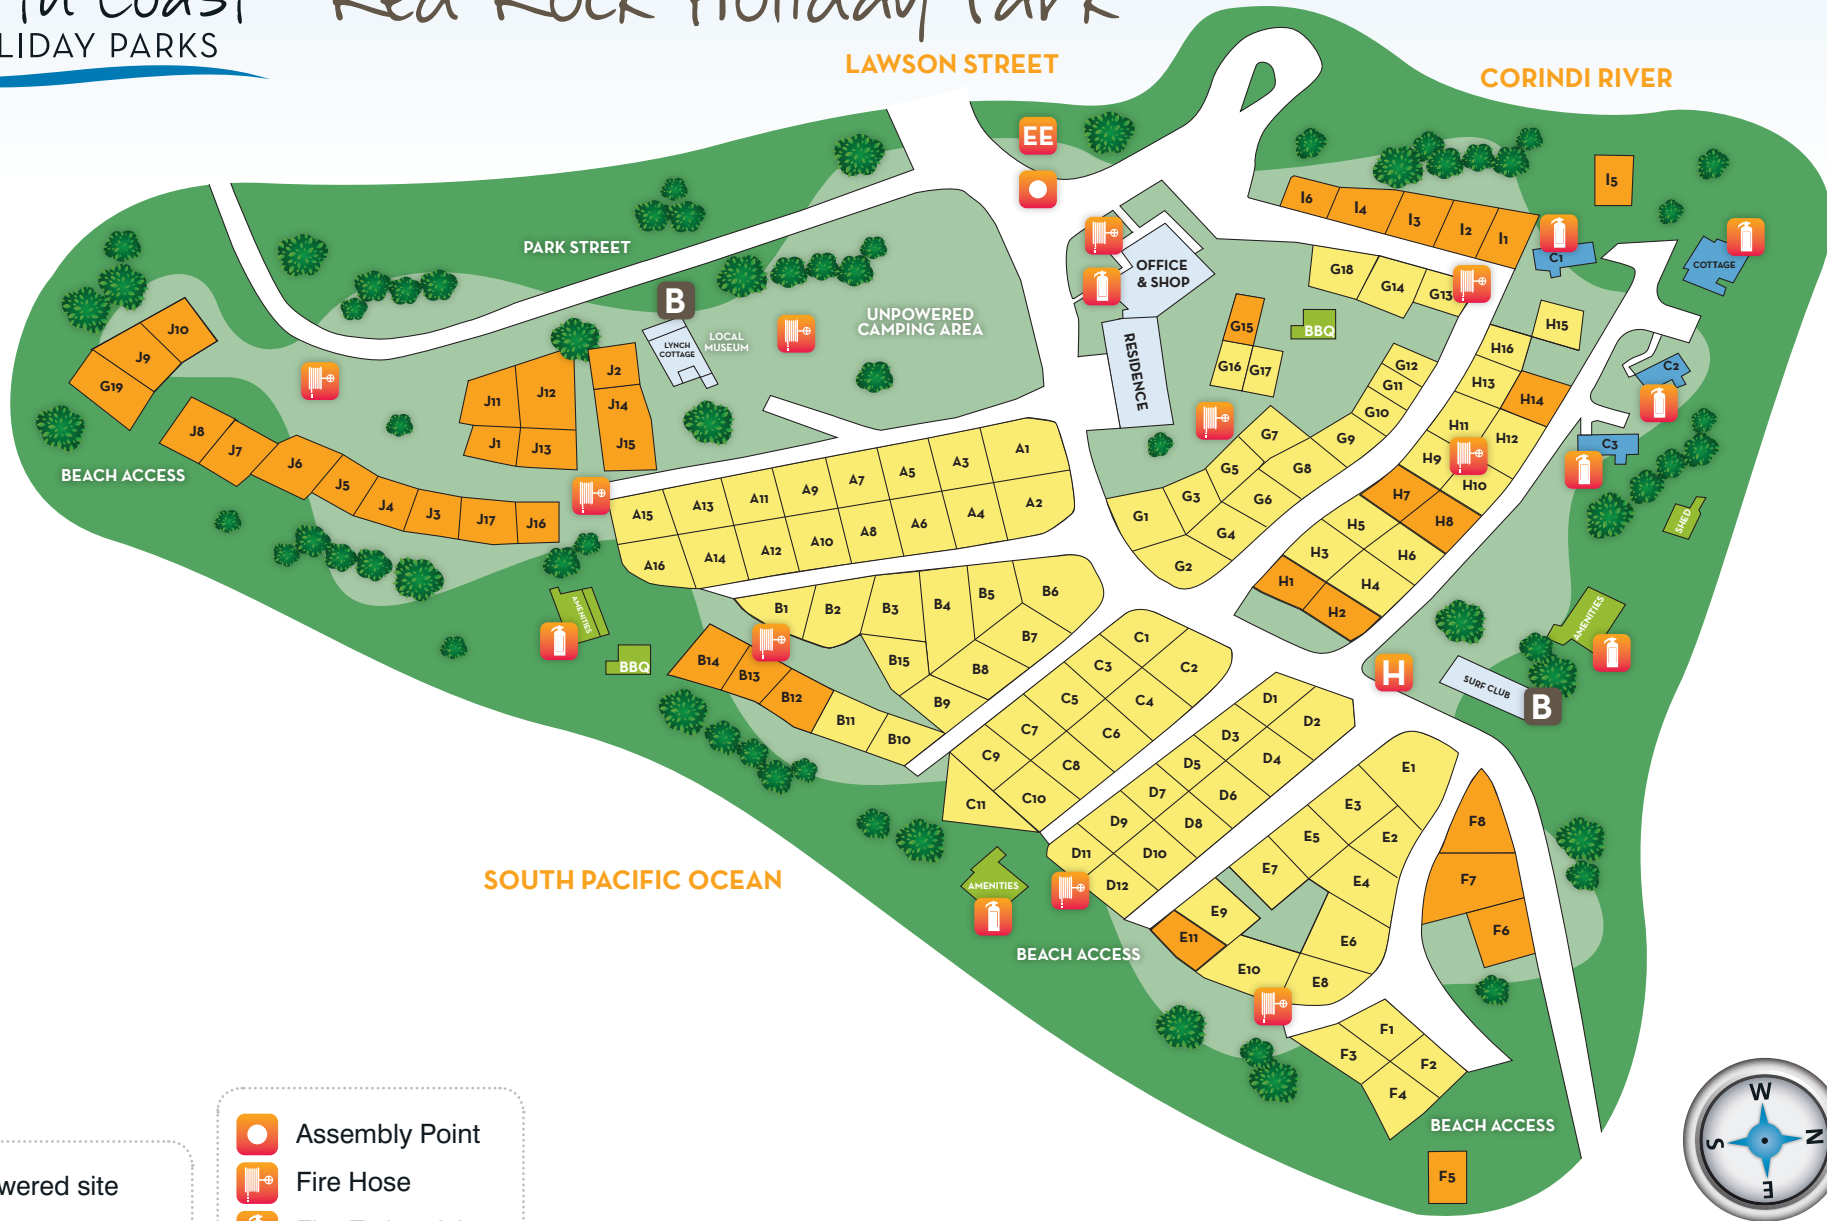 Red Rock Holiday Park
LAWSON STREET
CORINDI RIVER
EE
PARK STREET
B
LYNCH
COTTAGE
LOCAL
MUSEUM
UNPOWERED
CAMPING AREA
OFFICE
& SHOP
RESIDENCE
BBQ
COTTAGE
C1
C2
C3
SHED
AMENITIES
SURF CLUB
B
H
BEACH ACCESS
AMENITIES
BBQ
SOUTH PACIFIC OCEAN
AMENITIES
BEACH ACCESS
BEACH ACCESS
I6
I4
I3
I2
I1
I5
G18
G14
G13
G15
G16
G17
G12
G11
G10
G9
G7
G8
G5
G6
G3
G4
G1
G2
H15
H16
H13
H14
H11
H12
H9
H10
H7
H8
H5
H6
H3
H4
H1
H2
J10
J9
G19
J8
J7
J6
J5
J4
J3
J17
J16
J11
J12
J1
J13
J2
J14
J15
A15
A13
A11
A9
A7
A5
A3
A1
A16
A14
A12
A10
A8
A6
A4
A2
B1
B2
B3
B4
B5
B6
B7
B15
B8
B9
B14
B13
B12
B11
B10
C1
C2
C3
C4
C5
C6
C7
C8
C9
C10
C11
D1
D2
D3
D4
D5
D6
D7
D8
D9
D10
D11
D12
E1
E3
E2
E5
E4
E7
E9
E6
E11
E10
E8
F8
F7
F6
F1
F3
F2
F4
F5
Assembly Point
Fire Hose
site
W
N
S
E